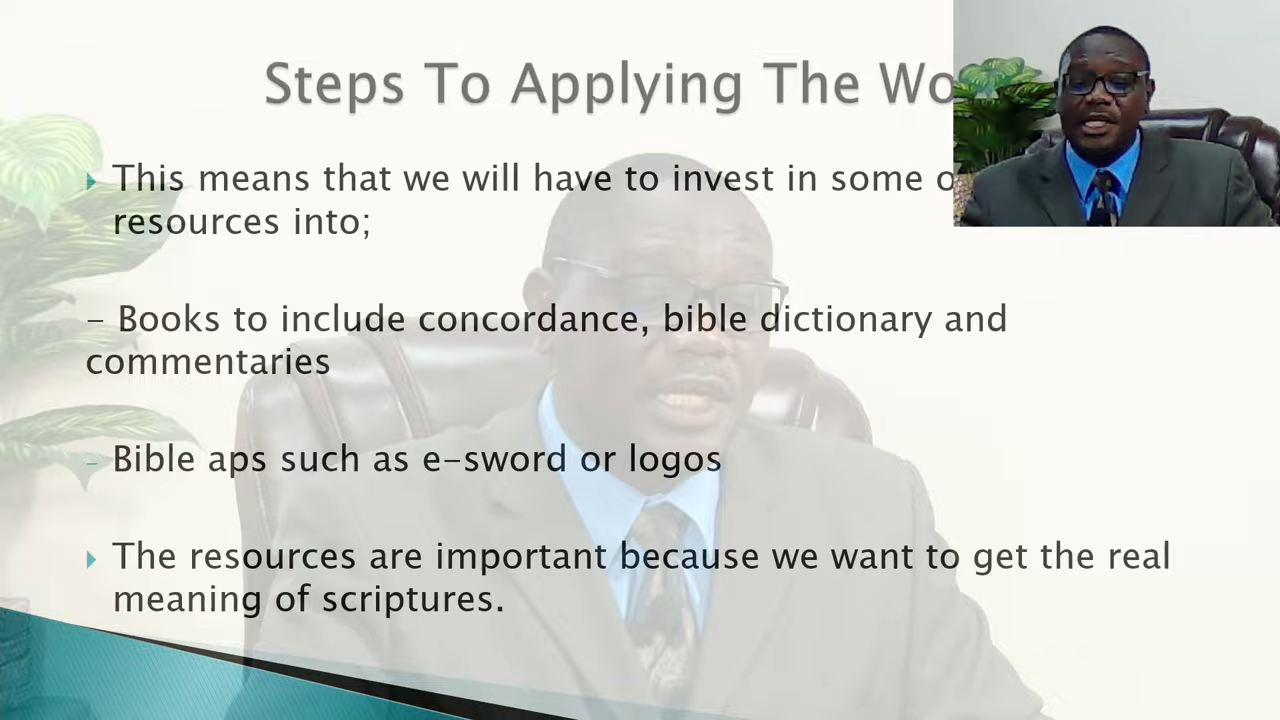 Steps To Applying The
This means that we will have to invest in some
resources into;
– Books to include concordance, bible dictionary and
commentaries
– Bible aps such as e-sword or logos
The resources are important because we want to get the real
meaning of scriptures.